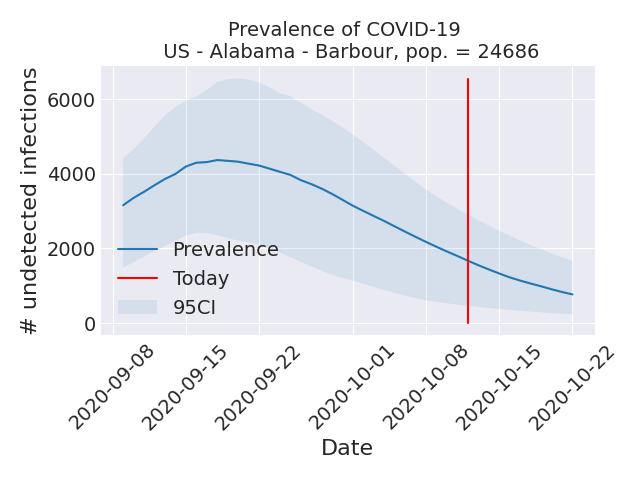 Prevalence of COVID-19
US - Alabama - Barbour, pop. = 24686
# undetected infections
6000
4000
2000
0
Prevalence
Today
95CI
2020-09-08
2020-09-15
2020-09-22
2020-10-01
2020-10-08
2020-10-15
2020-10-22
Date